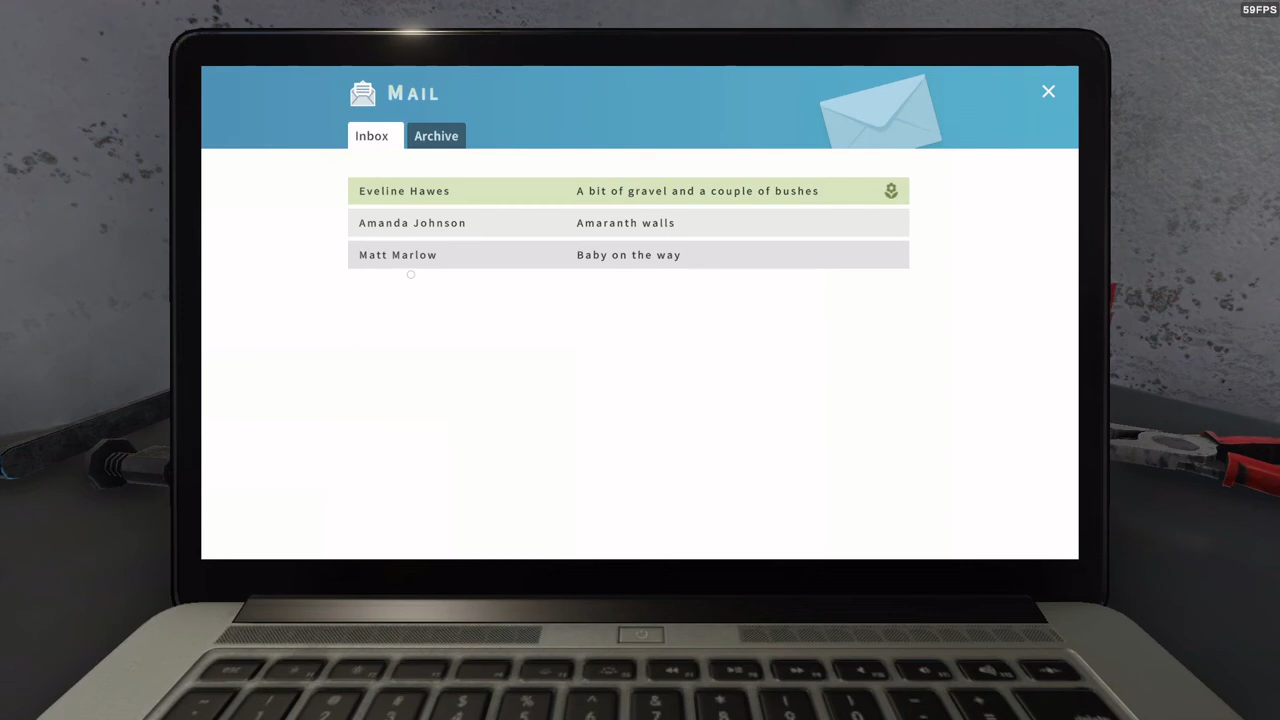 59FPS
MAIL
Inbox Archive
Eveline Hawes A bit of gravel and a couple of bushes
Amanda Johnson Amaranth walls
Matt Marlow Baby on the way